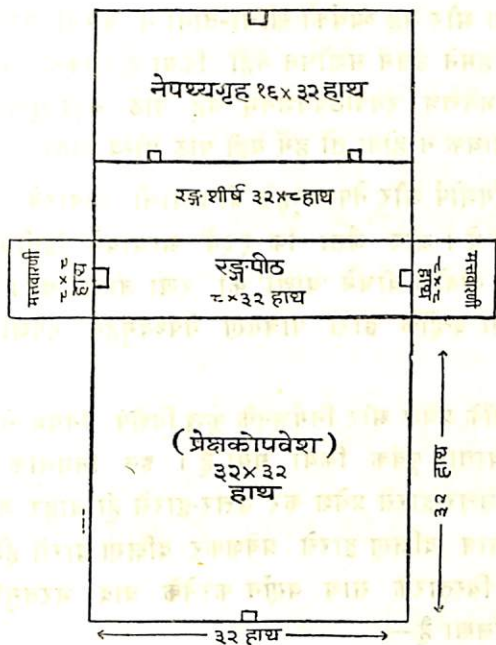 नेपथ्यगृह १६×३२ हाथ
रङ्ग शीर्ष ३२×८ हाथ
मत्तवारणी
८×८
हाथ
रङ्ग-पीठ
८×३२ हाथ
मत्तवारणी
८×८
हाथ
(प्रेक्षकोपवेश)
३२×३२
हाथ
३२ हाथ
३२ हाथ